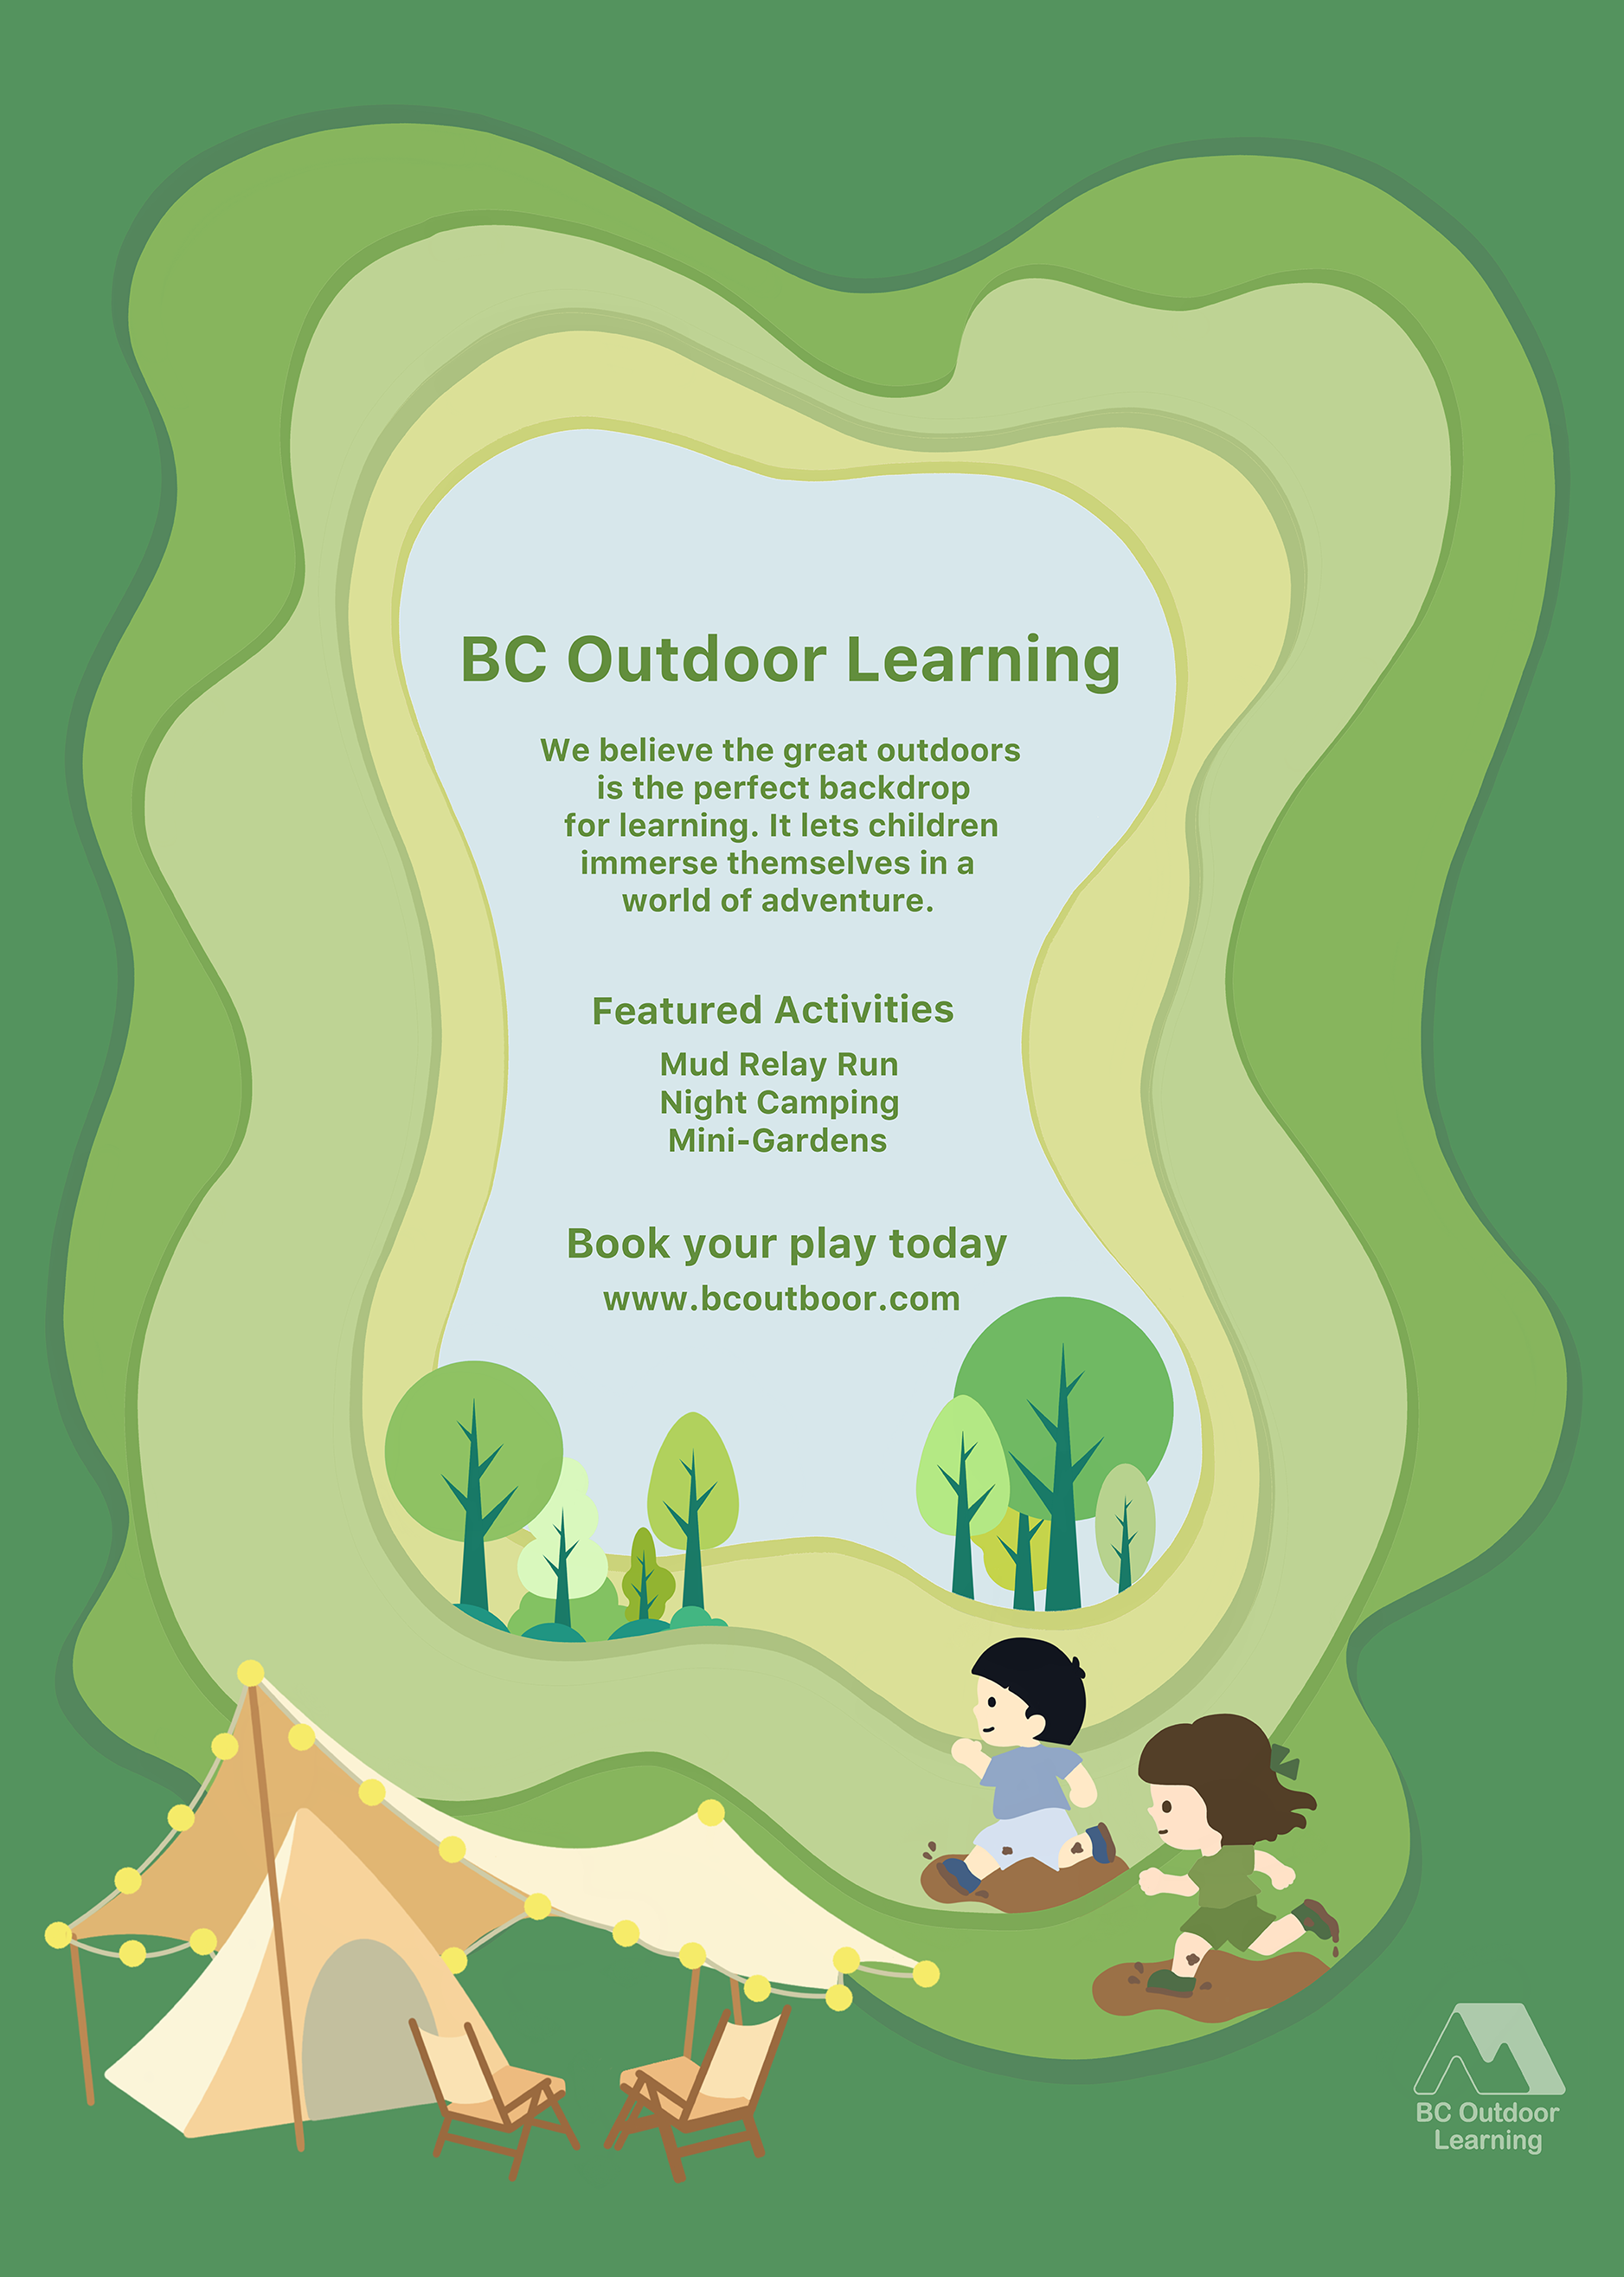 BC Outdoor Learning
We believe the great outdoors
is the perfect backdrop
for learning. It lets children
immerse themselves in a
world of adventure.
Featured Activities
Mud Relay Run
Night Camping
Mini-Gardens
Book your play today
www.bcoutboor.com
BC Outdoor
Learning